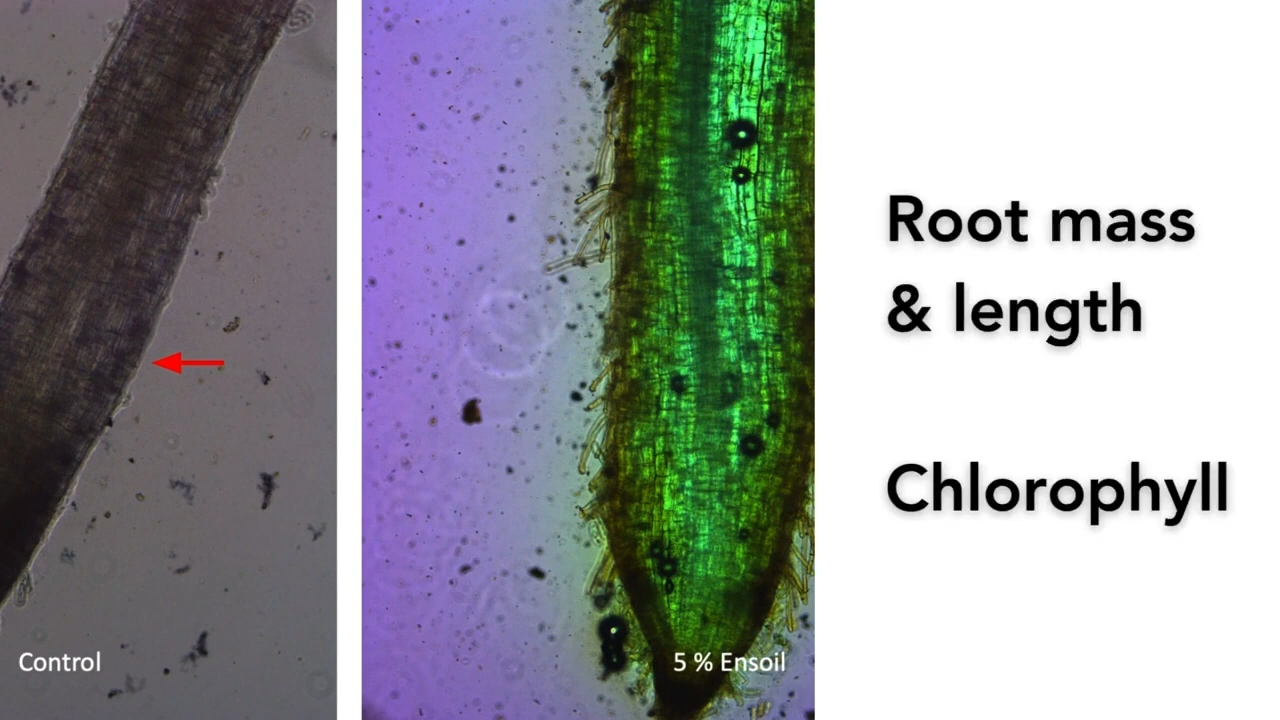 Control
5 % Ensoil
Root mass
& length
Chlorophyll